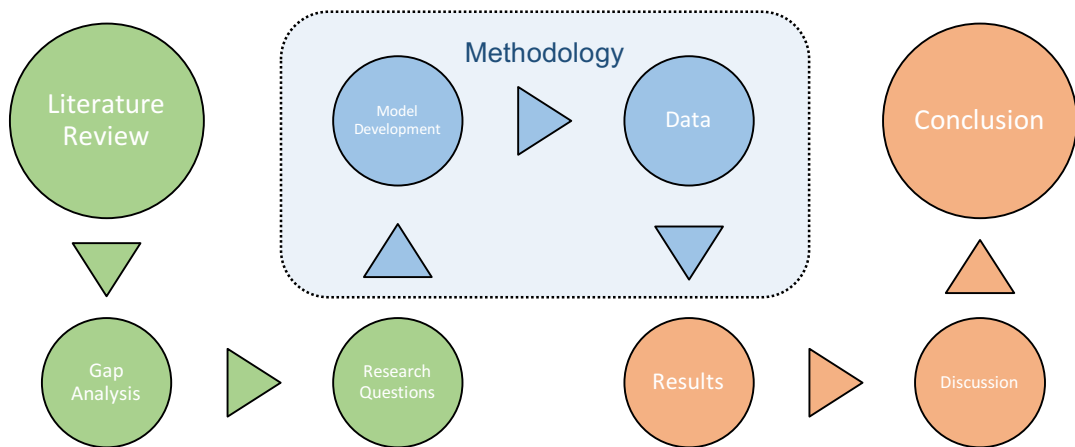 Literature
Review
Gap
Analysis
Research
Questions
Methodology
Model
Development
Data
Results
Discussion
Conclusion